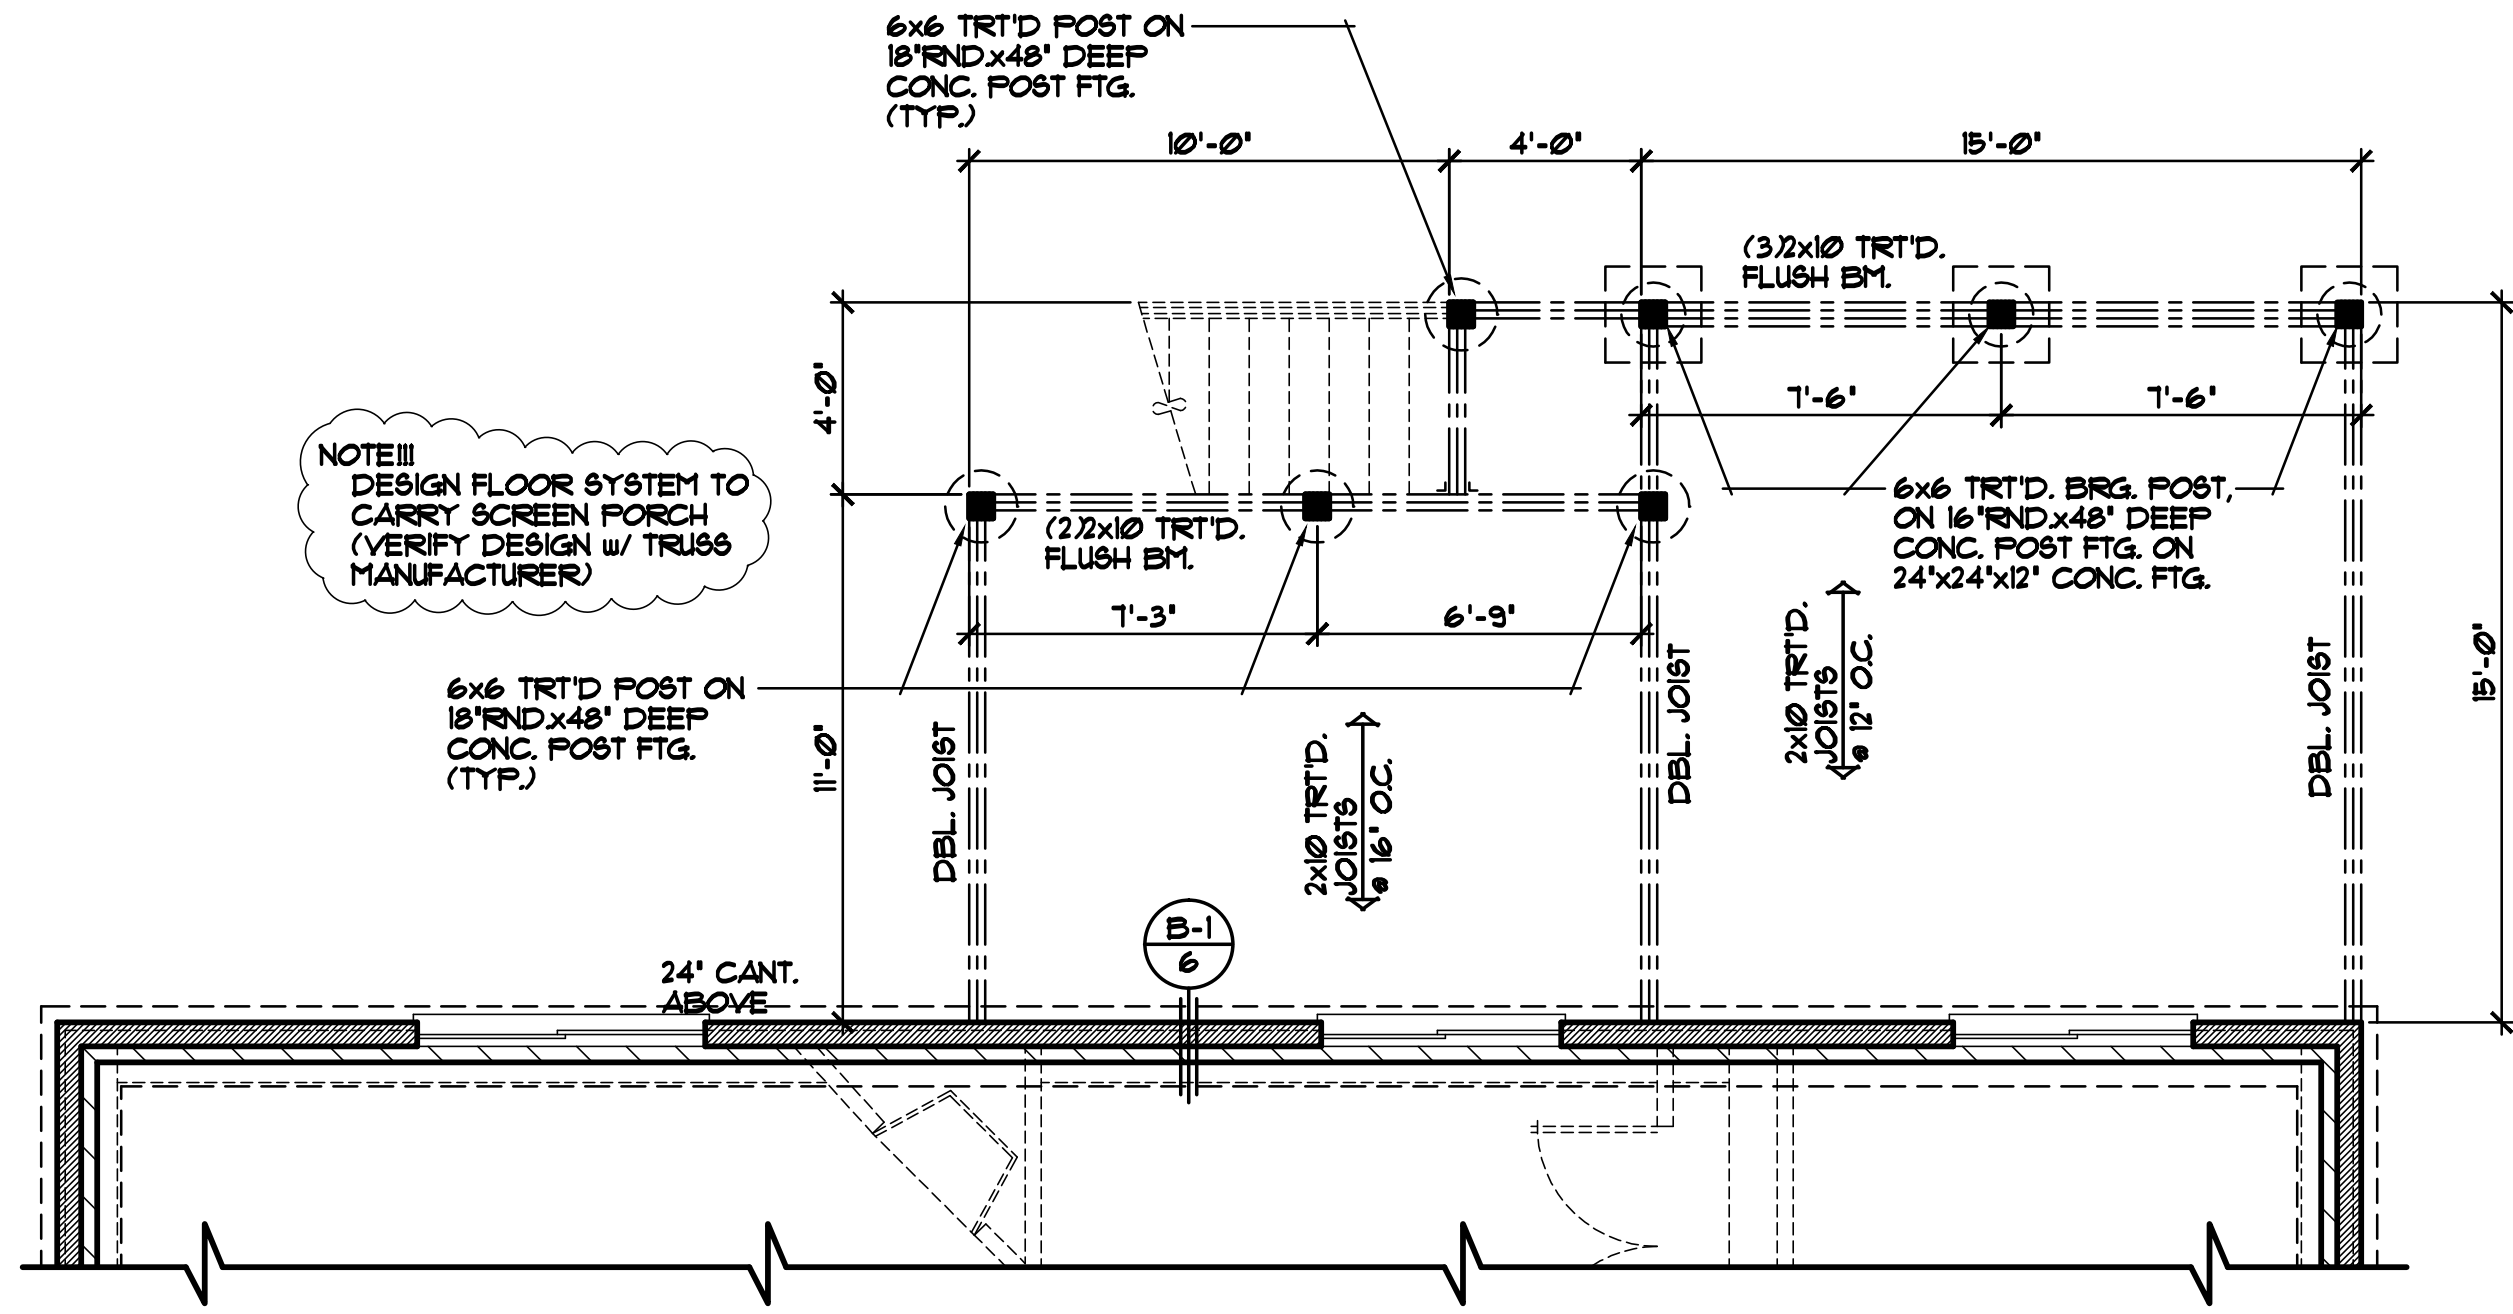 6x6 TRT'D POST ON
18"RND.x48" DEEP
CONC. POST FTG.
(TYP.)
10'-0"
4'-0"
15'-0"
(3)2x10 TRT'D.
FLUSH BM.
4'-0"
7'-6"
7'-6"
NOTE!!!
DESIGN FLOOR SYSTEM TO
CARRY SCREEN PORCH
(VERIFY DESIGN w/ TRUSS
MANUFACTURER)
6x6 TRT'D. BRG. POST,
ON 16"RND.x48" DEEP
CONC. POST FTG. ON
24"x24"x12" CONC. FTG.
(2)2x10 TRT'D.
FLUSH BM.
7'-3"
6'-9"
6x6 TRT'D POST ON
18"RND.x48" DEEP
CONC. POST FTG.
(TYP.)
11'-0"
DBL. JOIST
2x10 TRT'D.
JOISTS
@ 16" O.C.
DBL. JOIST
2x10 TRT'D.
JOISTS
@ 12" O.C.
DBL. JOIST
15'-0"
B-1
6
24" CANT.
ABOVE